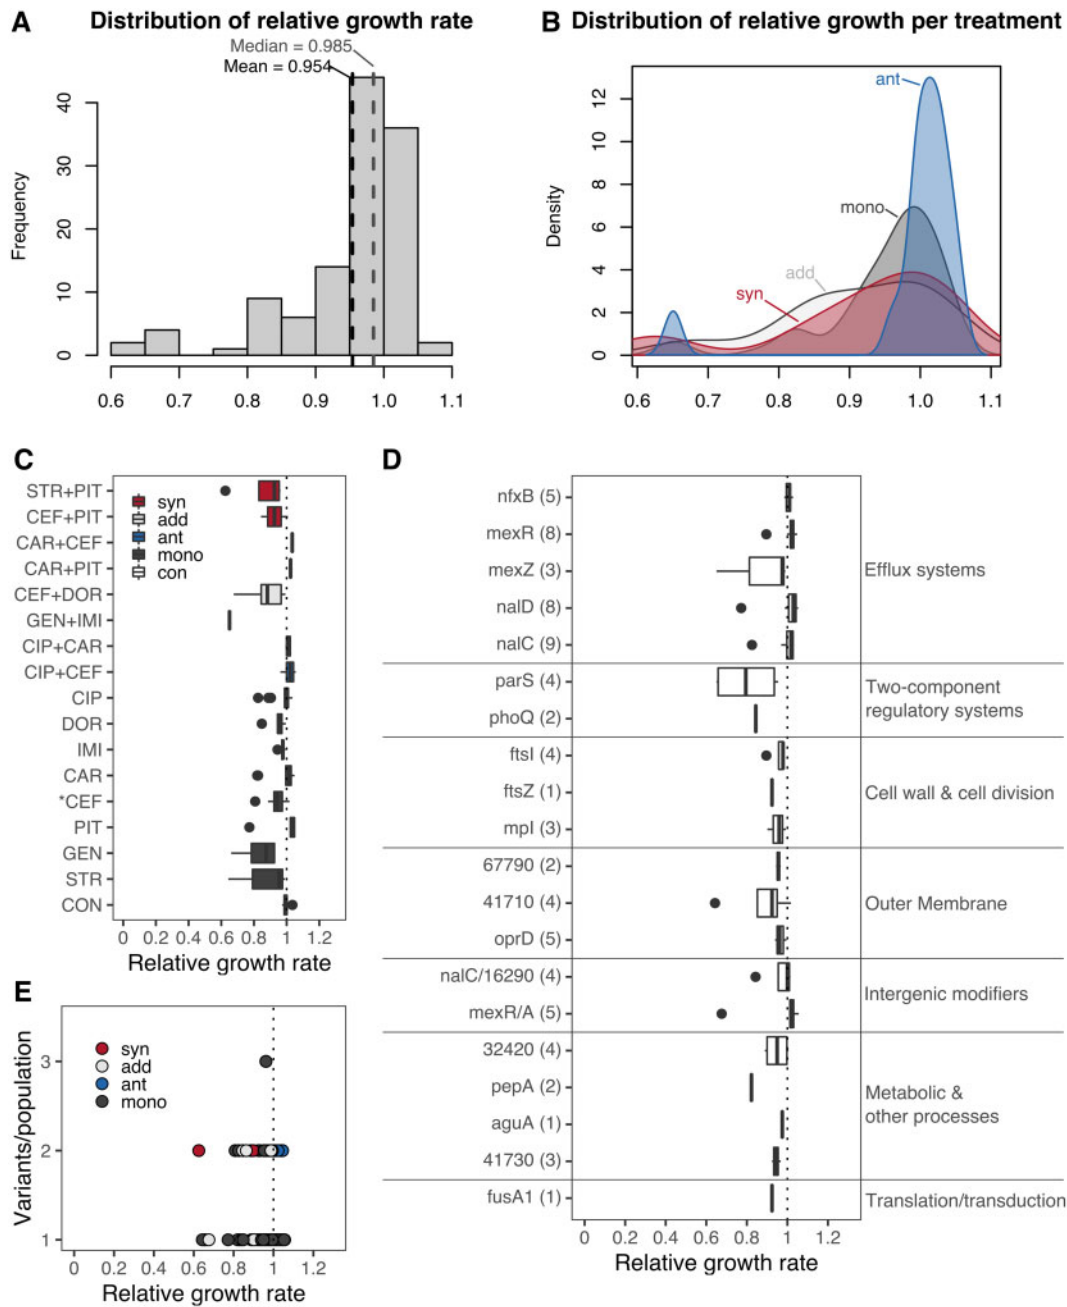 A Distribution of relative growth rate
Median = 0.985
Mean = 0.954
Frequency
40
30
20
10
0
0.6 0.7 0.8 0.9 1.0 1.1
B Distribution of relative growth per treatment
ant
mono
add
syn
Density
12
10
8
6
4
2
0
0.6 0.7 0.8 0.9 1.0 1.1
C
STR+PIT
CEF+PIT
CAR+CEF
CAR+PIT
CEF+DOR
GEN+IMI
CIP+CAR
CIP+CEF
CIP
DOR
IMI
CAR
*CEF
PIT
GEN
STR
CON
syn
add
ant
mono
con
0 0.2 0.4 0.6 0.8 1 1.2
Relative growth rate
D
nfxB (5)
mexR (8)
mexZ (3)
nalD (8)
nalC (9)
Efflux systems
parS (4)
phoQ (2)
Two-component
regulatory systems
ftsI (4)
ftsZ (1)
mpl (3)
Cell wall & cell division
67790 (2)
41710 (4)
oprD (5)
Outer Membrane
nalC/16290 (4)
mexR/A (5)
Intergenic modifiers
32420 (4)
pepA (2)
aguA (1)
41730 (3)
Metabolic &
other processes
fusA1 (1)
Translation/transduction
0 0.2 0.4 0.6 0.8 1 1.2
Relative growth rate
E
Variants/population
3
2
1
syn
add
ant
mono
0 0.2 0.4 0.6 0.8 1 1.2
Relative growth rate